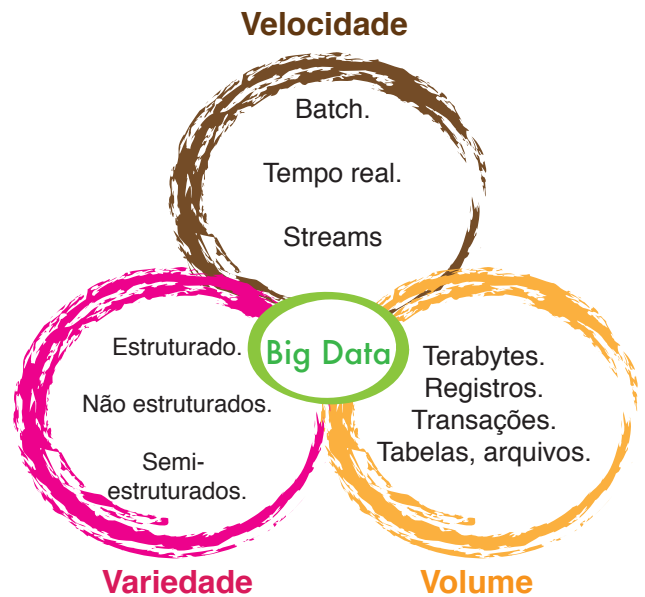 Velocidade
Batch.
Tempo real.
Streams
Estruturado.
Não estruturados.
Semi-
estruturados.
Big Data
Terabytes.
Registros.
Transações.
Tabelas, arquivos.
Variedade
Volume